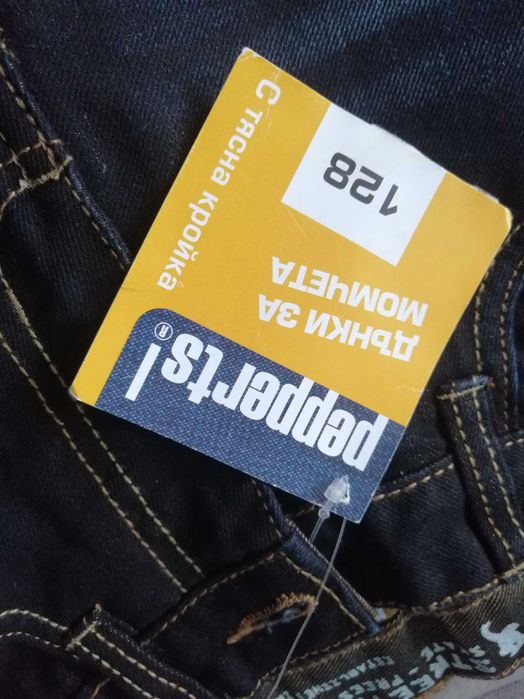 pepperts!®
ДЪНКИ ЗА
МОМЧЕТА
128
С тясна кройка